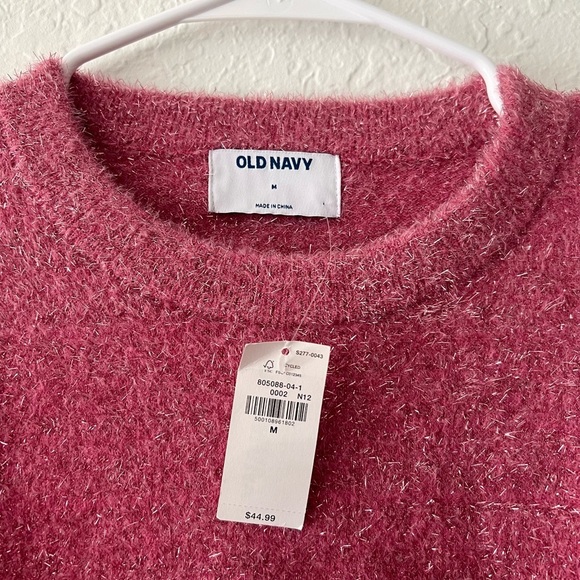 OLD NAVY
M
MADE IN CHINA
S277-0043
805088-04-1
0002 N12
500108961802
M
$44.99